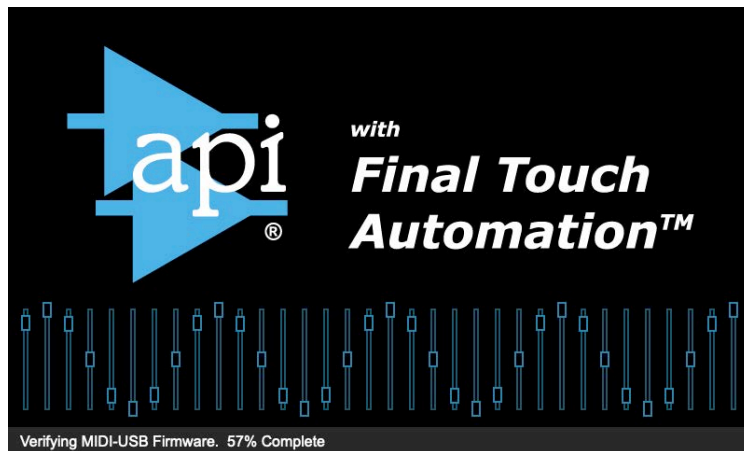 api
®
with
Final Touch
Automation™
Verifying MIDI-USB Firmware. 57% Complete